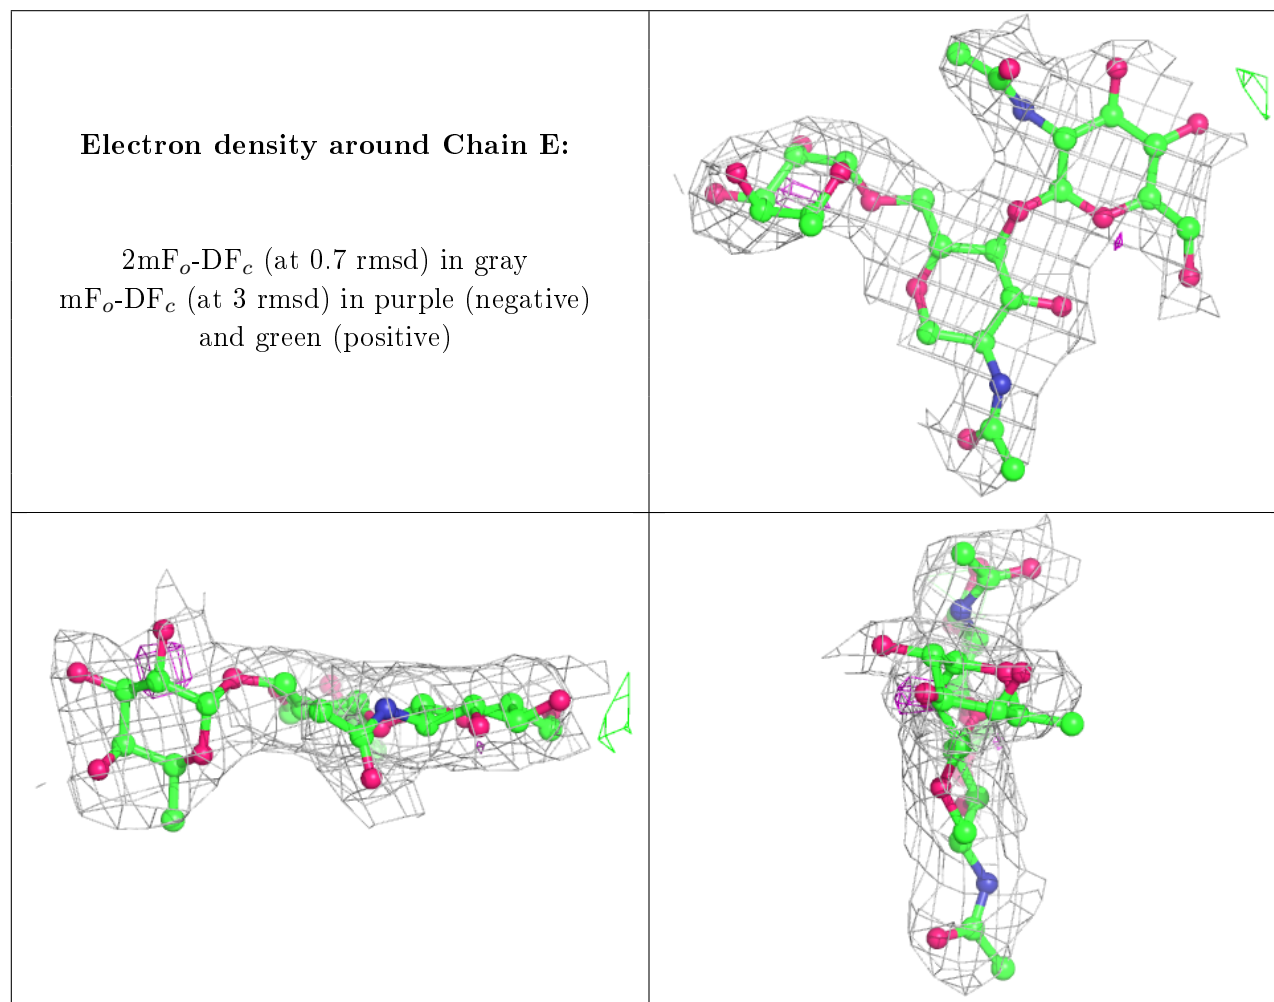 Electron density around Chain E:
2mFo-DFc (at 0.7 rmsd) in gray
mFo-DFc (at 3 rmsd) in purple (negative)
and green (positive)